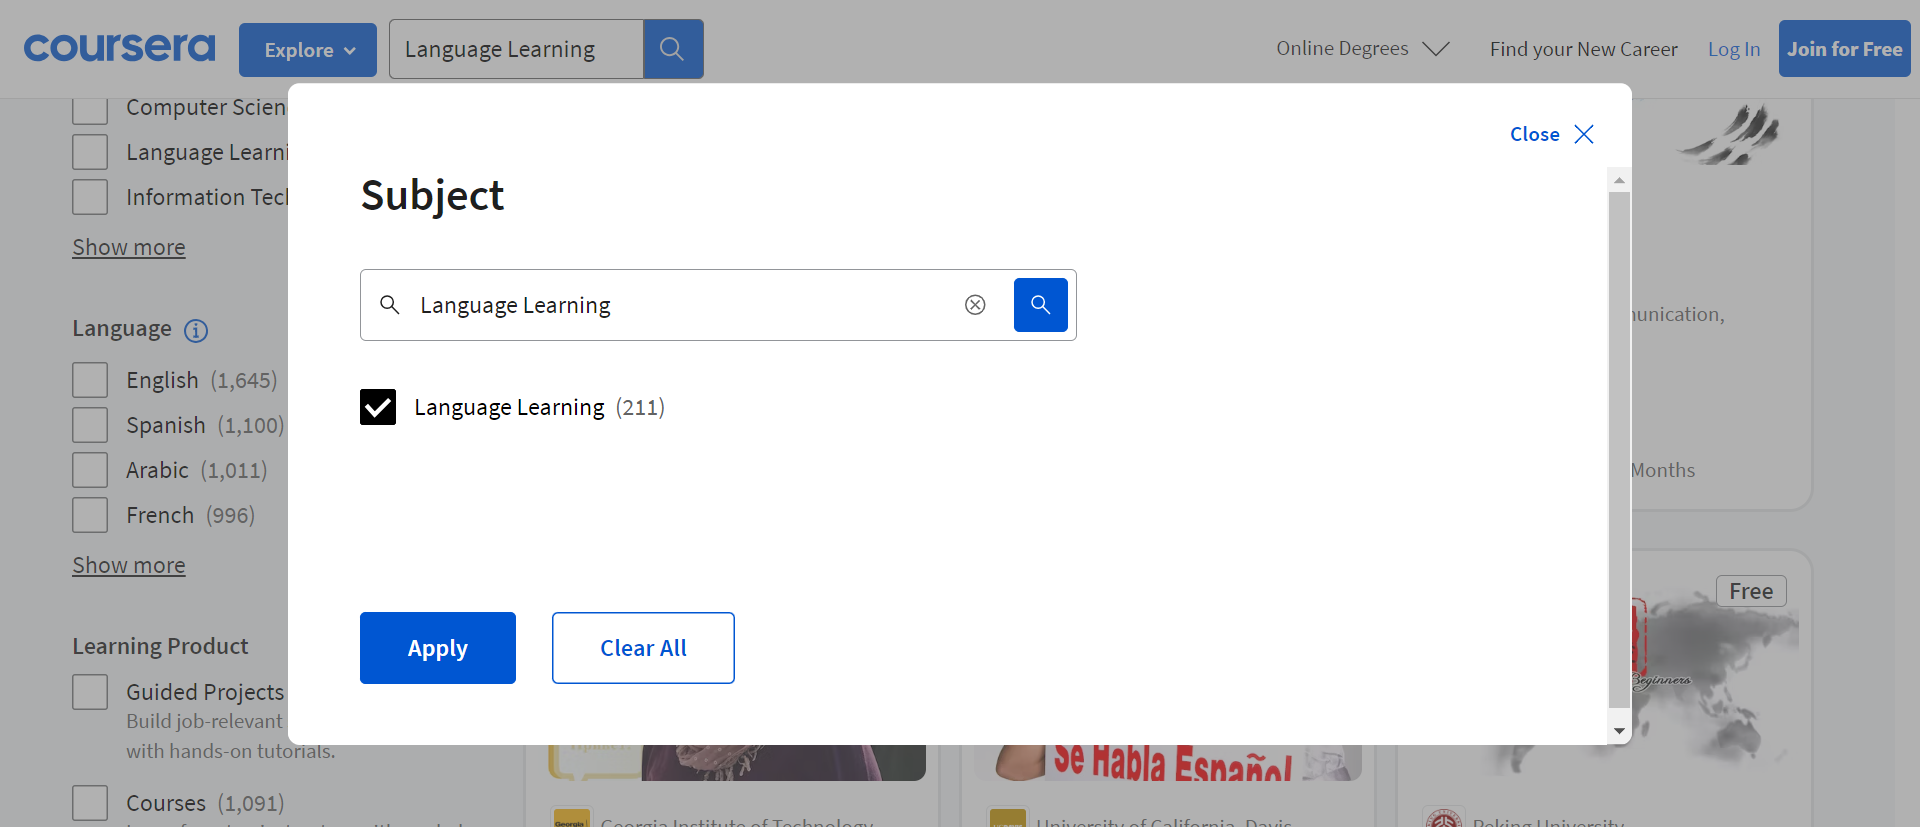 coursera
Explore
Language Learning
Online Degrees
Find your New Career
Log In
Join for Free
Computer Scien
Language Learni
Information Tec
Show more
Language
English (1,645)
Spanish (1,100)
Arabic (1,011)
French (996)
Show more
Learning Product
Guided Projects
Build job-relevant
with hands-on tutorials.
Courses (1,091)
Close
Subject
Language Learning
Language Learning (211)
Apply
Clear All
unication,
Months
Free
Beginners
Se Habla Español
Georgia
Georgia Institute of Technology
University of California, Davis
Peking University